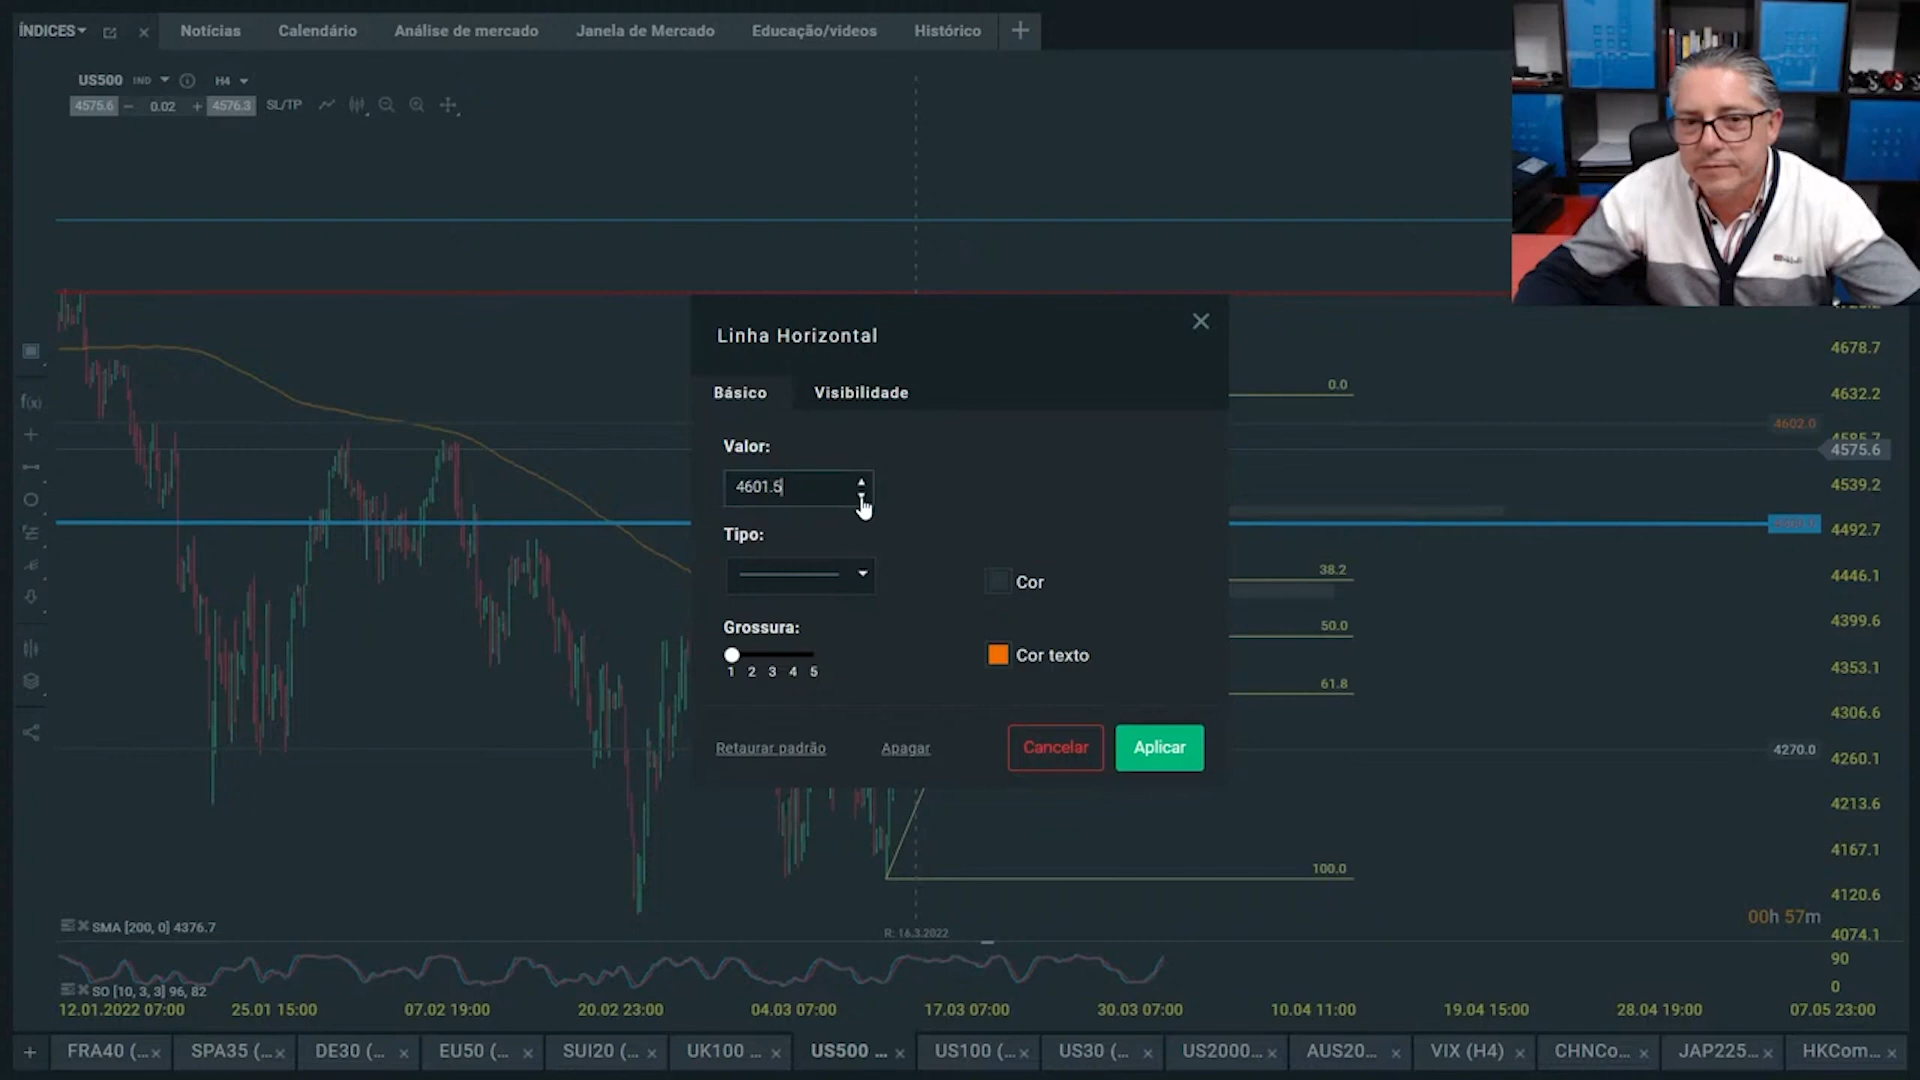 ÍNDICES
Notícias
Calendário
Análise de mercado
Janela de Mercado
Educação/videos
Histórico
US500 IND H4
4575.6 − 0.02 + 4576.3 SL/TP
Linha Horizontal
Básico Visibilidade
Valor:
4601.5
Tipo:
Cor
Grossura:
1 2 3 4 5
Cor texto
Retaurar padrão
Apagar
Cancelar
Aplicar
0.0
38.2
50.0
61.8
100.0
4678.7
4632.2
4602.0
4575.6
4539.2
4492.7
4446.1
4399.6
4353.1
4306.6
4270.0
4260.1
4213.6
4167.1
4120.6
00h 57m
4074.1
90
0
f(x)
SMA [200, 0] 4376.7
R: 16.3.2022
SO [10, 3, 3] 96, 82
12.01.2022 07:00 25.01 15:00 07.02 19:00 20.02 23:00 04.03 07:00 17.03 07:00 30.03 07:00 10.04 11:00 19.04 15:00 28.04 19:00 07.05 23:00
+ FRA40 (... SPA35 (... DE30 (... EU50 (... SUI20 (... UK100 ... US500 ... US100 (... US30 (... US2000... AUS20... VIX (H4) CHNCo... JAP225... HKCom...